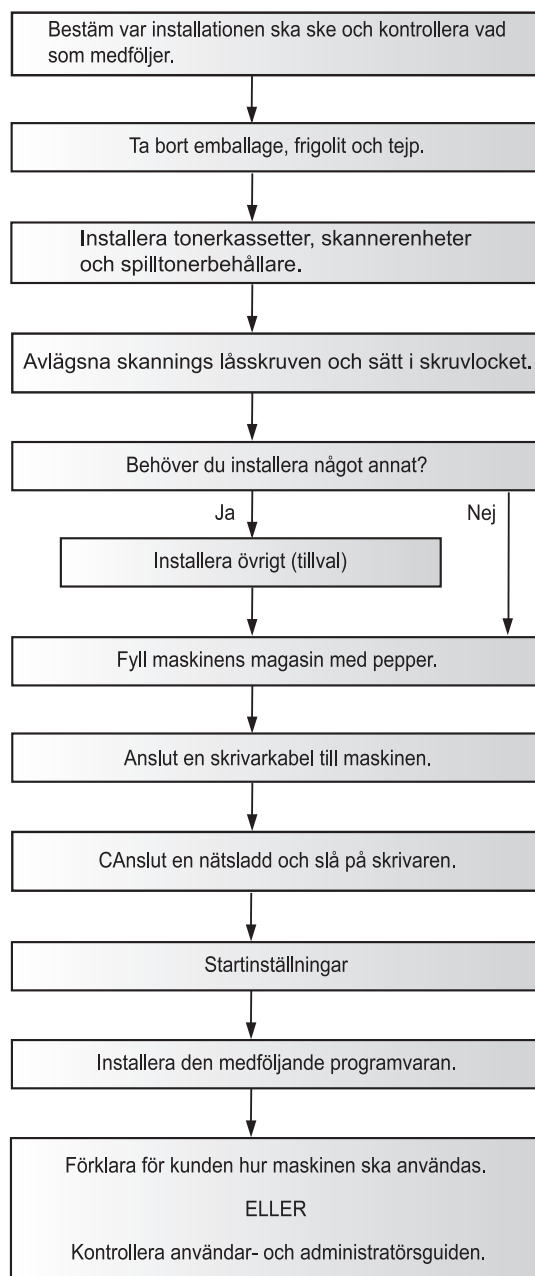 Bestäm var installationen ska ske och kontrollera vad
som medföljer.
Ta bort emballage, frigolit och tejp.
Installera tonerkassetter, skannerenheter
och spilltonerbehållare.
Avlägsna skannings låsskruven och sätt i skruvlocket.
Behöver du installera något annat?
Ja
Nej
Installera övrigt (tillval)
Fyll maskinens magasin med pepper.
Anslut en skrivarkabel till maskinen.
CAnslut en nätsladd och slå på skrivaren.
Startinställningar
Installera den medföljande programvaran.
Förklara för kunden hur maskinen ska användas.
ELLER
Kontrollera användar- och administratörsguiden.